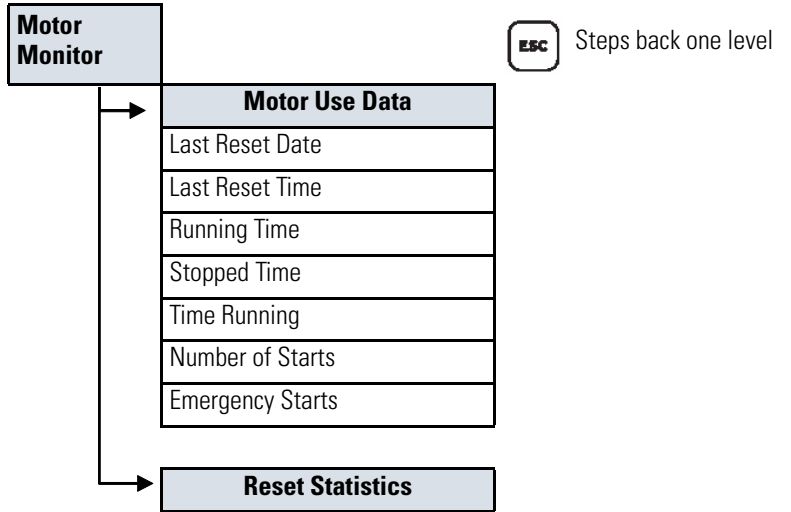 Motor
Monitor
ESC
Steps back one level
Motor Use Data
Last Reset Date
Last Reset Time
Running Time
Stopped Time
Time Running
Number of Starts
Emergency Starts
Reset Statistics